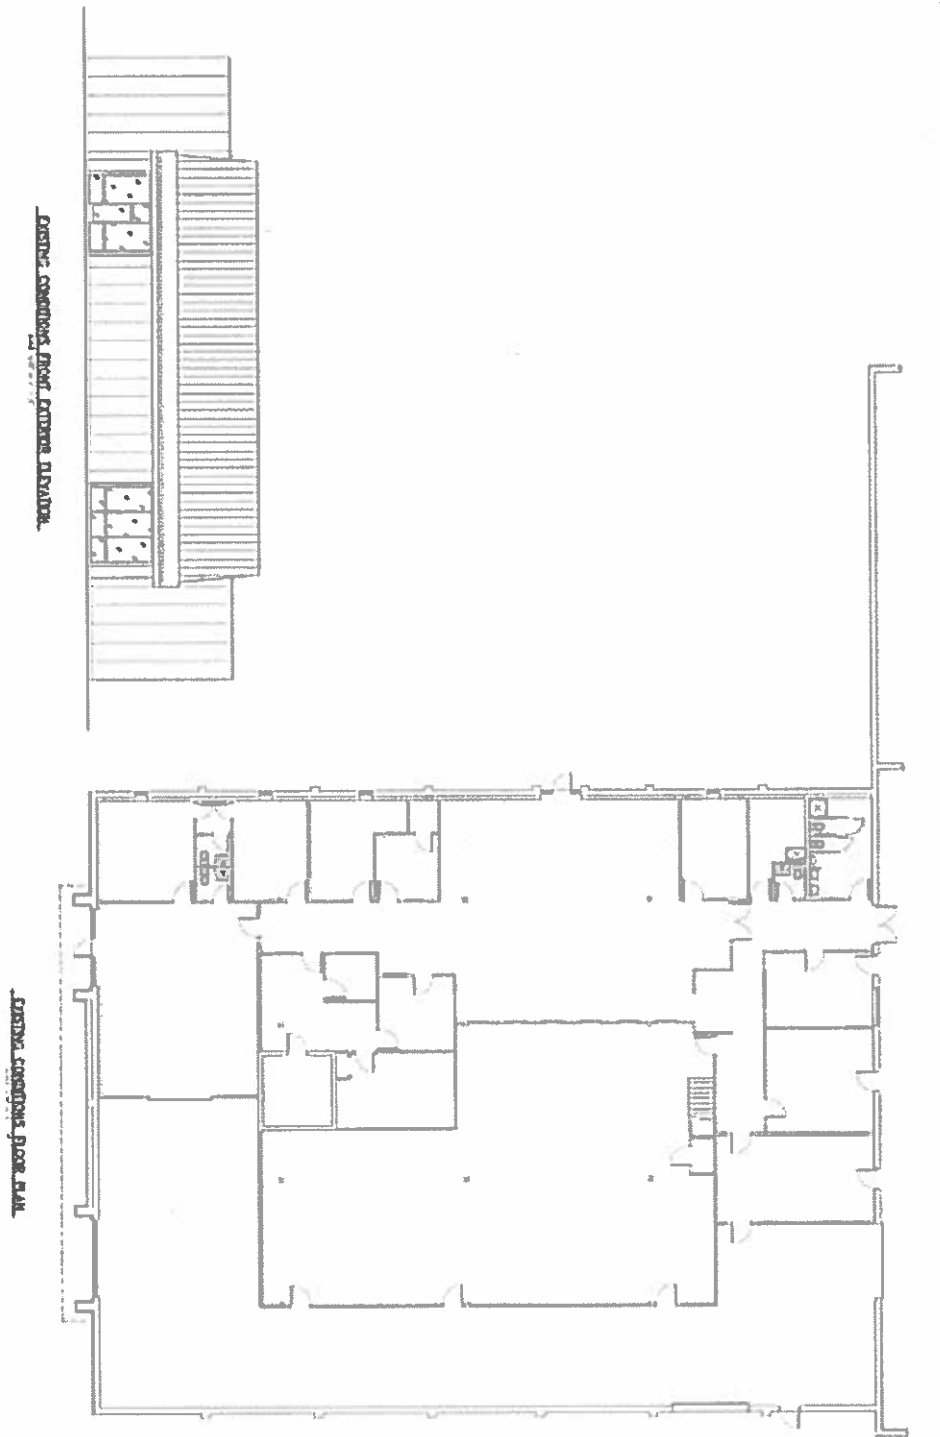 EXISTING CONDITIONS FRONT EXTERIOR ELEVATION
EXISTING CONDITIONS FLOOR PLAN